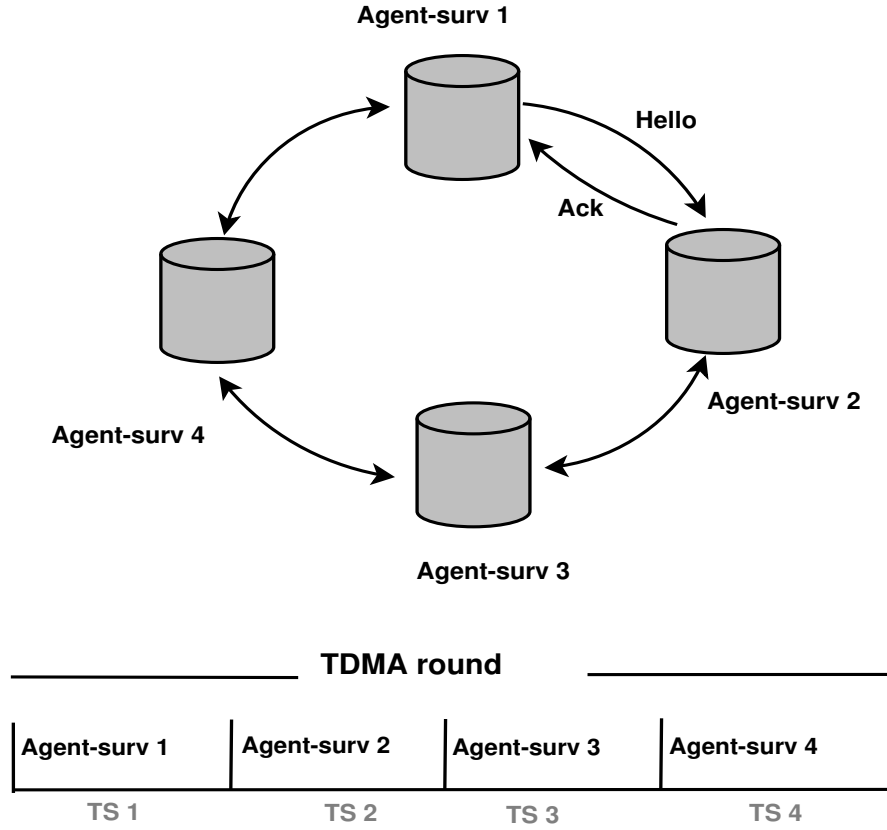 Agent-surv 1
Hello
Ack
Agent-surv 2
Agent-surv 4
Agent-surv 3
TDMA round
Agent-surv 1 Agent-surv 2 Agent-surv 3 Agent-surv 4
TS 1 TS 2 TS 3 TS 4